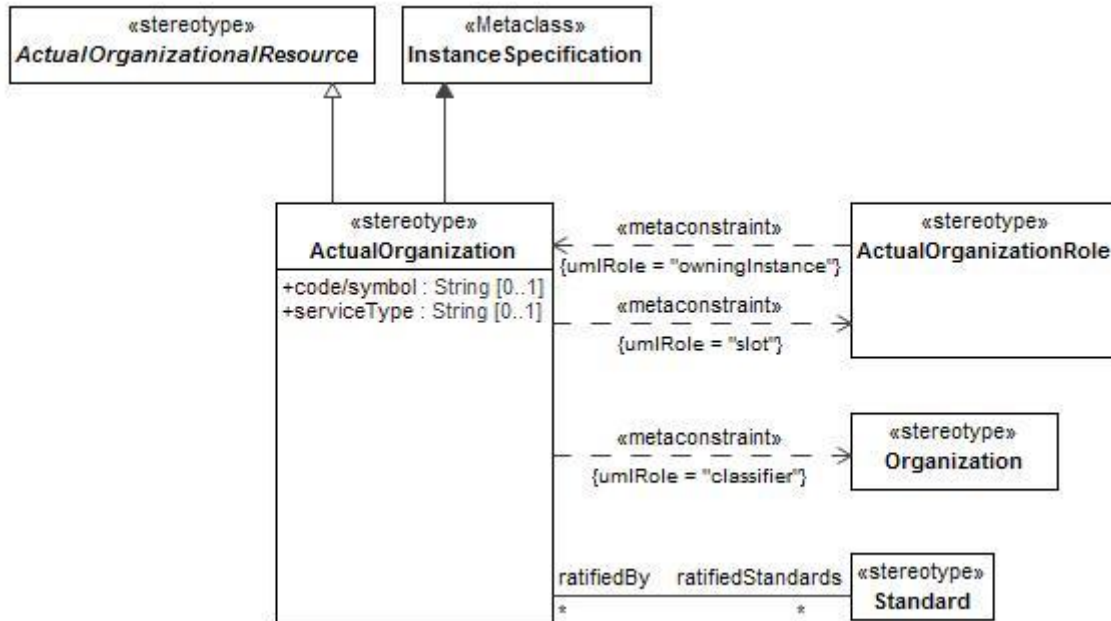 «stereotype»
ActualOrganizationalResource
«Metaclass»
InstanceSpecification
«stereotype»
ActualOrganization
+code/symbol : String [0..1]
+serviceType : String [0..1]
«metaconstraint»
{umlRole = "owningInstance"}
«metaconstraint»
{umlRole = "slot"}
«stereotype»
ActualOrganizationRole
«metaconstraint»
{umlRole = "classifier"}
«stereotype»
Organization
ratifiedBy
ratifiedStandards
*
*
«stereotype»
Standard